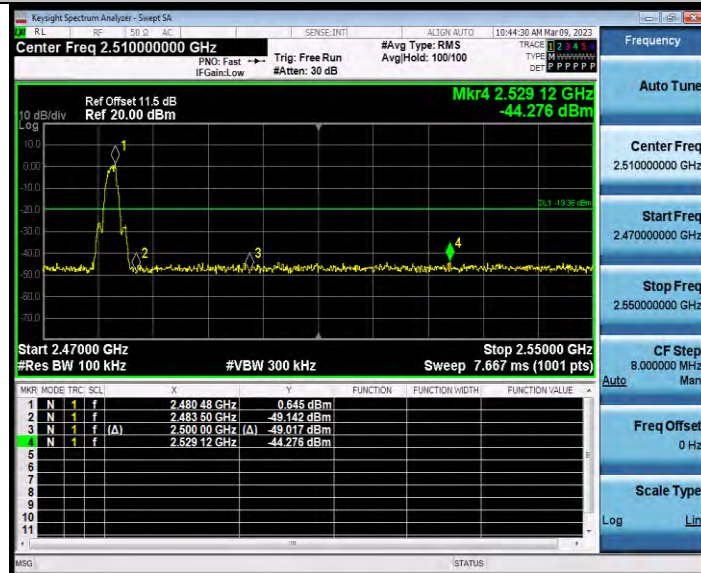 Keysight Spectrum Analyzer - Swept SA
LXI RL RF 50 Ω AC SENSE:INT ALIGN AUTO 10:44:30 AM Mar 09, 2023
Center Freq 2.510000000 GHz
PNO: Fast
IFGain:Low
Trig: Free Run
#Atten: 30 dB
#Avg Type: RMS
Avg|Hold: 100/100
TRACE 1 2 3 4 5 6
TYPE M W W W W W
DET P P P P P P
Mkr4 2.529 12 GHz
-44.276 dBm
Ref Offset 11.5 dB
10 dB/div Ref 20.00 dBm
Log
10.0
0.00
-10.0
-20.0
-30.0
-40.0
-50.0
-60.0
-70.0
1
2
3
4
DL1 -19.36 dBm
Start 2.47000 GHz Stop 2.55000 GHz
#Res BW 100 kHz #VBW 300 kHz Sweep 7.667 ms (1001 pts)
MKR MODE TRC SCL X Y FUNCTION FUNCTION WIDTH FUNCTION VALUE
1 N 1 f 2.480 48 GHz 0.645 dBm
2 N 1 f 2.483 50 GHz -49.142 dBm
3 N 1 f (Δ) 2.500 00 GHz (Δ) -49.017 dBm
4 N 1 f 2.529 12 GHz -44.276 dBm
5
6
7
8
9
10
11
MSG STATUS
Frequency
Auto Tune
Center Freq
2.510000000 GHz
Start Freq
2.470000000 GHz
Stop Freq
2.550000000 GHz
CF Step
8.000000 MHz
Auto Man
Freq Offset
0 Hz
Scale Type
Log Lin